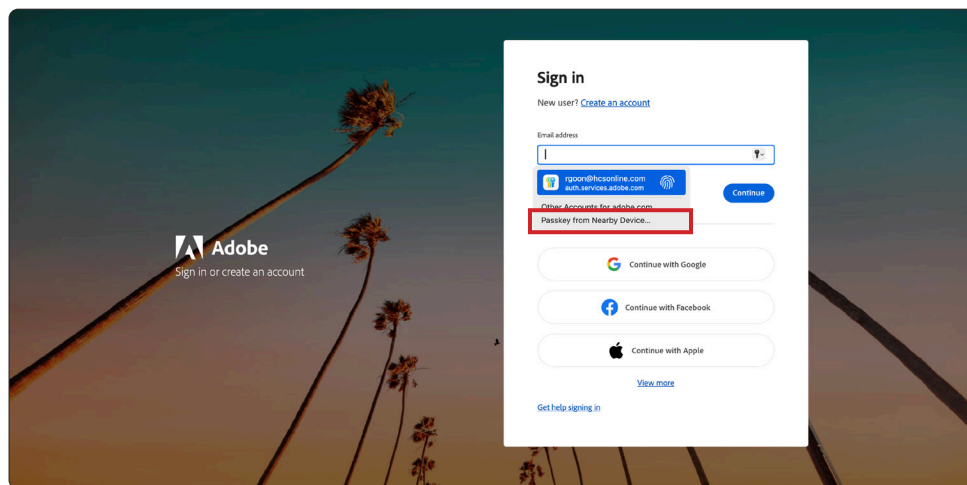 Sign in
New user? Create an account
Email address
rgoon@hcsonline.com
auth.services.adobe.com
Continue
Other Accounts for adobe.com
Passkey from Nearby Device...
Adobe
Sign in or create an account
Continue with Google
Continue with Facebook
Continue with Apple
View more
Get help signing in